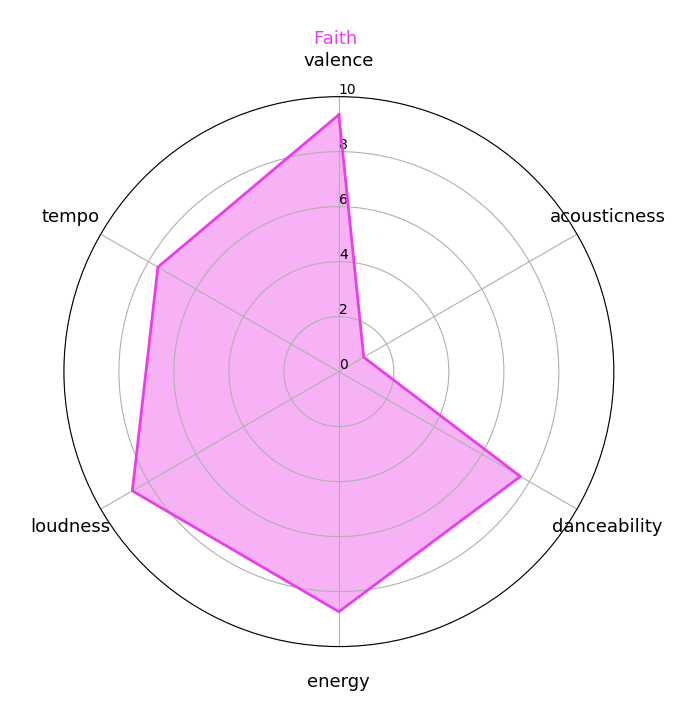 Faith
valence
10
8
6
4
2
0
tempo
acousticness
loudness
danceability
energy